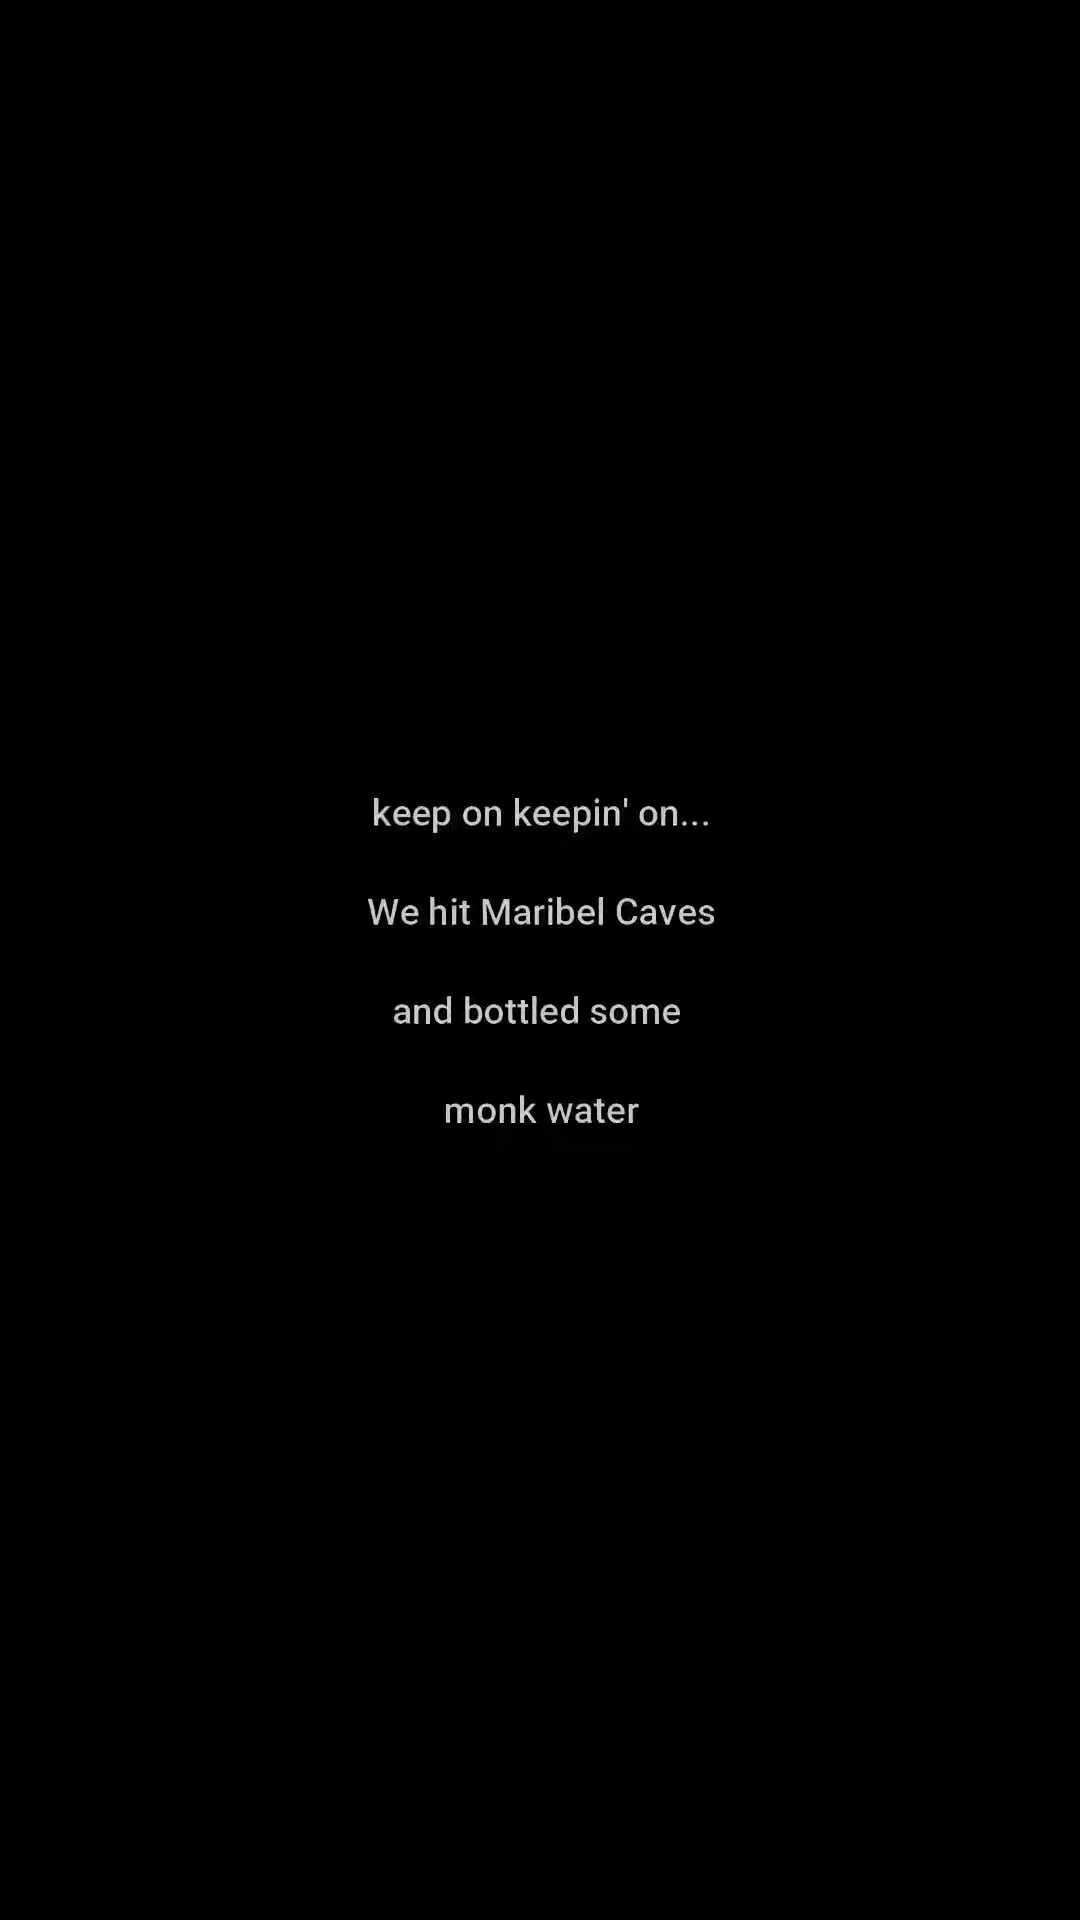 keep on keepin' on...
We hit Maribel Caves
and bottled some
monk water